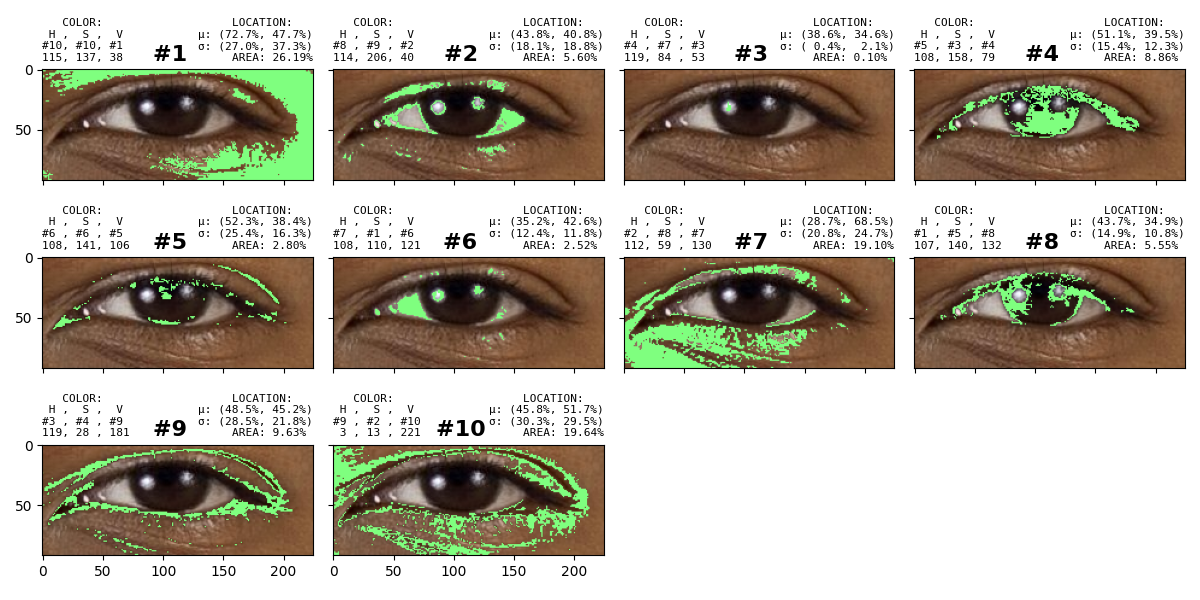 COLOR: LOCATION:
H , S , V μ: (72.7%, 47.7%)
#10, #10, #1 #1 σ: (27.0%, 37.3%)
115, 137, 38 AREA: 26.19%
COLOR: LOCATION:
H , S , V μ: (43.8%, 40.8%)
#8 , #9 , #2 #2 σ: (18.1%, 18.8%)
114, 206, 40 AREA: 5.60%
COLOR: LOCATION:
H , S , V μ: (38.6%, 34.6%)
#4 , #7 , #3 #3 σ: ( 0.4%, 2.1%)
119, 84 , 53 AREA: 0.10%
COLOR: LOCATION:
H , S , V μ: (51.1%, 39.5%)
#5 , #3 , #4 #4 σ: (15.4%, 12.3%)
108, 158, 79 AREA: 8.86%
0
50
COLOR: LOCATION:
H , S , V μ: (52.3%, 38.4%)
#6 , #6 , #5 #5 σ: (25.4%, 16.3%)
108, 141, 106 AREA: 2.80%
COLOR: LOCATION:
H , S , V μ: (35.2%, 42.6%)
#7 , #1 , #6 #6 σ: (12.4%, 11.8%)
108, 110, 121 AREA: 2.52%
COLOR: LOCATION:
H , S , V μ: (28.7%, 68.5%)
#2 , #8 , #7 #7 σ: (20.8%, 24.7%)
112, 59 , 130 AREA: 19.10%
COLOR: LOCATION:
H , S , V μ: (43.7%, 34.9%)
#1 , #5 , #8 #8 σ: (14.9%, 10.8%)
107, 140, 132 AREA: 5.55%
0
50
COLOR: LOCATION:
H , S , V μ: (48.5%, 45.2%)
#3 , #4 , #9 #9 σ: (28.5%, 21.8%)
119, 28 , 181 AREA: 9.63%
COLOR: LOCATION:
H , S , V μ: (45.8%, 51.7%)
#9 , #2 , #10 #10 σ: (30.3%, 29.5%)
3 , 13 , 221 AREA: 19.64%
0
50
0 50 100 150 200
0 50 100 150 200